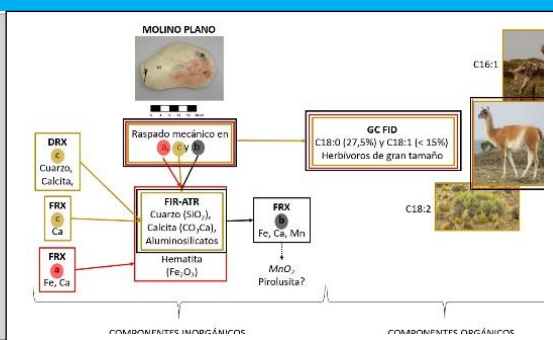 MOLINO PLANO
C16:1
Raspado mecánico en
a, c y b
GC FID
C18:0 (27,5%) y C18:1 (< 15%)
Herbívoros de gran tamaño
DRX
c
Cuarzo,
Calcita,
C18:2
FIR-ATR
Cuarzo (SiO2),
Calcita (CO3Ca),
Aluminosilicatos
Hematita
(Fe2O3)
FRX
c
Ca
FRX
b
Fe, Ca, Mn
FRX
a
Fe, Ca
MnO2
Pirolusita?
COMPONENTES INORGÁNICOS
COMPONENTES ORGÁNICOS